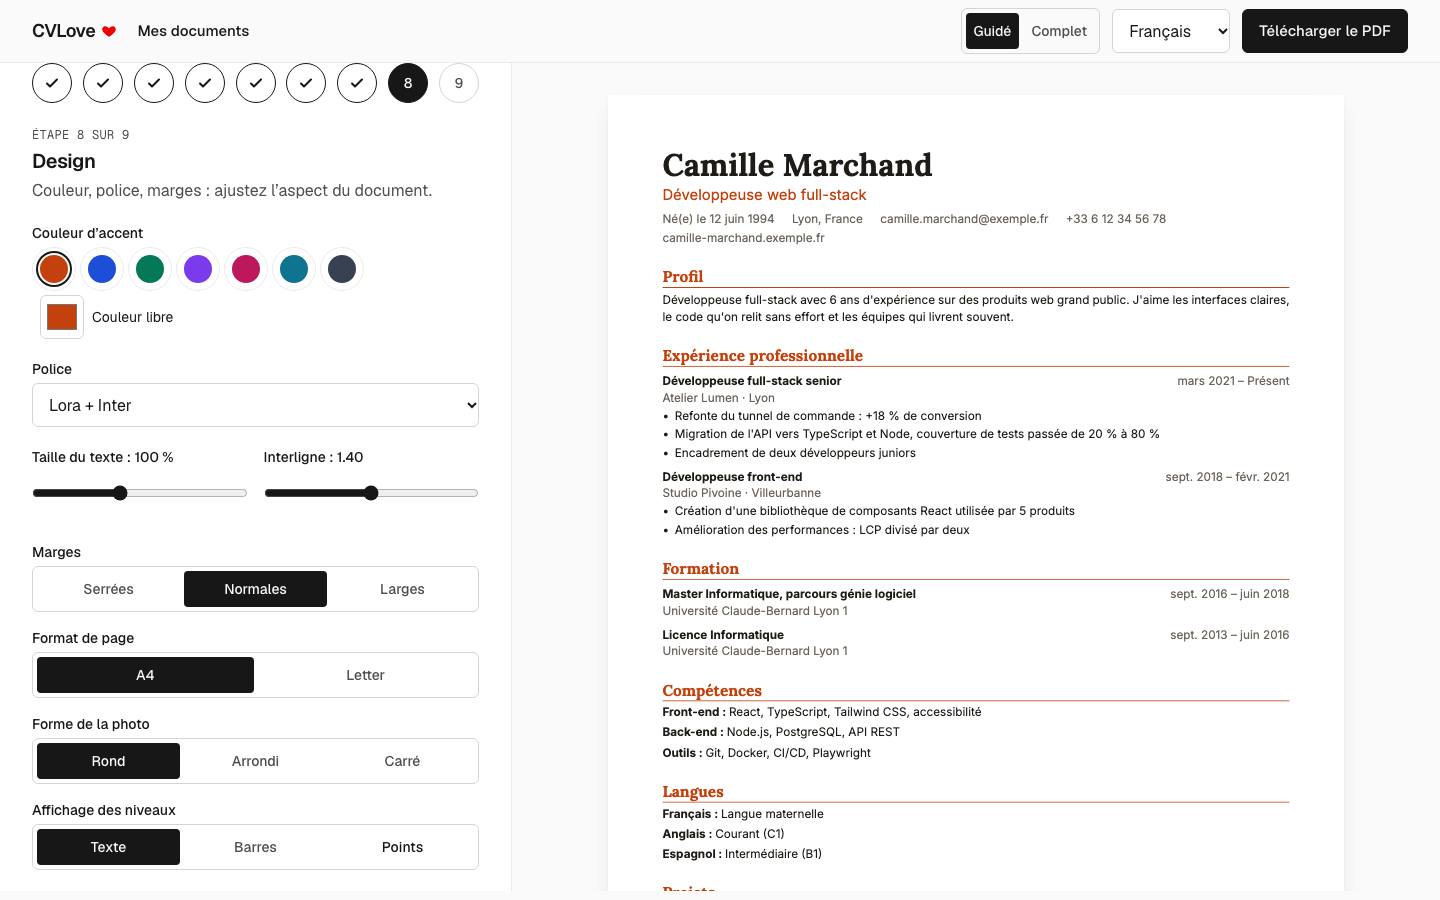 CVLove
Mes documents
Guidé
Complet
Français
Télécharger le PDF
8
9
ÉTAPE 8 SUR 9
Design
Couleur, police, marges : ajustez l’aspect du document.
Couleur d’accent
Couleur libre
Police
Lora + Inter
Taille du texte : 100 %
Interligne : 1.40
Marges
Serrées
Normales
Larges
Format de page
A4
Letter
Forme de la photo
Rond
Arrondi
Carré
Affichage des niveaux
Texte
Barres
Points
Camille Marchand
Développeuse web full-stack
Né(e) le 12 juin 1994 Lyon, France camille.marchand@exemple.fr +33 6 12 34 56 78
camille-marchand.exemple.fr
Profil
Développeuse full-stack avec 6 ans d'expérience sur des produits web grand public. J'aime les interfaces claires,
le code qu'on relit sans effort et les équipes qui livrent souvent.
Expérience professionnelle
Développeuse full-stack senior mars 2021 – Présent
Atelier Lumen · Lyon
• Refonte du tunnel de commande : +18 % de conversion
• Migration de l'API vers TypeScript et Node, couverture de tests passée de 20 % à 80 %
• Encadrement de deux développeurs juniors
Développeuse front-end sept. 2018 – févr. 2021
Studio Pivoine · Villeurbanne
• Création d'une bibliothèque de composants React utilisée par 5 produits
• Amélioration des performances : LCP divisé par deux
Formation
Master Informatique, parcours génie logiciel sept. 2016 – juin 2018
Université Claude-Bernard Lyon 1
Licence Informatique sept. 2013 – juin 2016
Université Claude-Bernard Lyon 1
Compétences
Front-end : React, TypeScript, Tailwind CSS, accessibilité
Back-end : Node.js, PostgreSQL, API REST
Outils : Git, Docker, CI/CD, Playwright
Langues
Français : Langue maternelle
Anglais : Courant (C1)
Espagnol : Intermédiaire (B1)
Projets